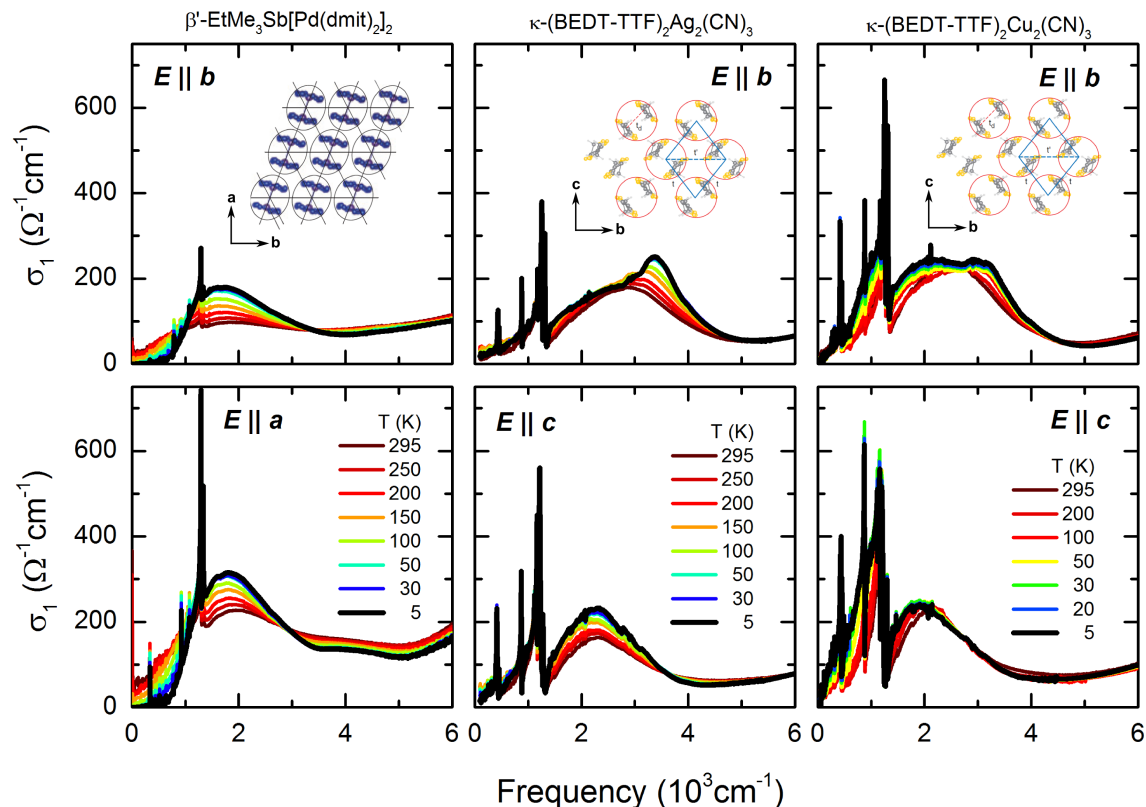 β'-EtMe₃Sb[Pd(dmit)₂]₂
κ-(BEDT-TTF)₂Ag₂(CN)₃
κ-(BEDT-TTF)₂Cu₂(CN)₃
E || b
E || b
E || b
a
b
c
b
c
b
t_d
t'
t
t
t_d
t'
t
t
600
400
200
0
σ₁ (Ω⁻¹cm⁻¹)
E || a
T (K)
295
250
200
150
100
50
30
5
E || c
T (K)
295
250
200
150
100
50
30
5
E || c
T (K)
295
200
100
50
30
20
5
600
400
200
0
σ₁ (Ω⁻¹cm⁻¹)
0 2 4 6
0 2 4 6
0 2 4 6
Frequency (10³cm⁻¹)